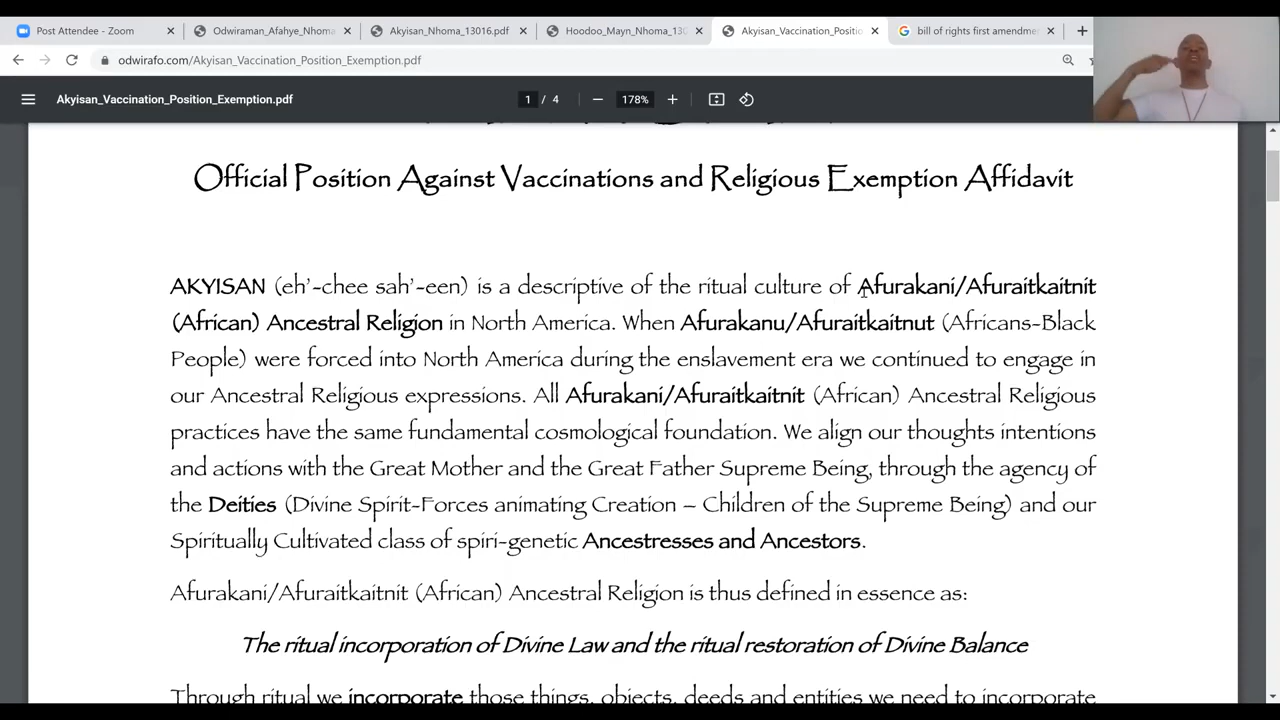 Post Attendee - Zoom
Odwiraman_Afahye_Nhoma
Akyisan_Nhoma_13016.pdf
Hoodoo_Mayn_Nhoma_130
Akyisan_Vaccination_Positio
bill of rights first amendme
odwirafo.com/Akyisan_Vaccination_Position_Exemption.pdf
Akyisan_Vaccination_Position_Exemption.pdf
1 / 4
178%
Official Position Against Vaccinations and Religious Exemption Affidavit
AKYISAN (eh’-chee sah’-een) is a descriptive of the ritual culture of Afurakani/Afuraitkaitnit
(African) Ancestral Religion in North America. When Afurakanu/Afuraitkaitnut (Africans-Black
People) were forced into North America during the enslavement era we continued to engage in
our Ancestral Religious expressions. All Afurakani/Afuraitkaitnit (African) Ancestral Religious
practices have the same fundamental cosmological foundation. We align our thoughts intentions
and actions with the Great Mother and the Great Father Supreme Being, through the agency of
the Deities (Divine Spirit-Forces animating Creation – Children of the Supreme Being) and our
Spiritually Cultivated class of spiri-genetic Ancestresses and Ancestors.
Afurakani/Afuraitkaitnit (African) Ancestral Religion is thus defined in essence as:
The ritual incorporation of Divine Law and the ritual restoration of Divine Balance
Through ritual we incorporate those things, objects, deeds and entities we need to incorporate